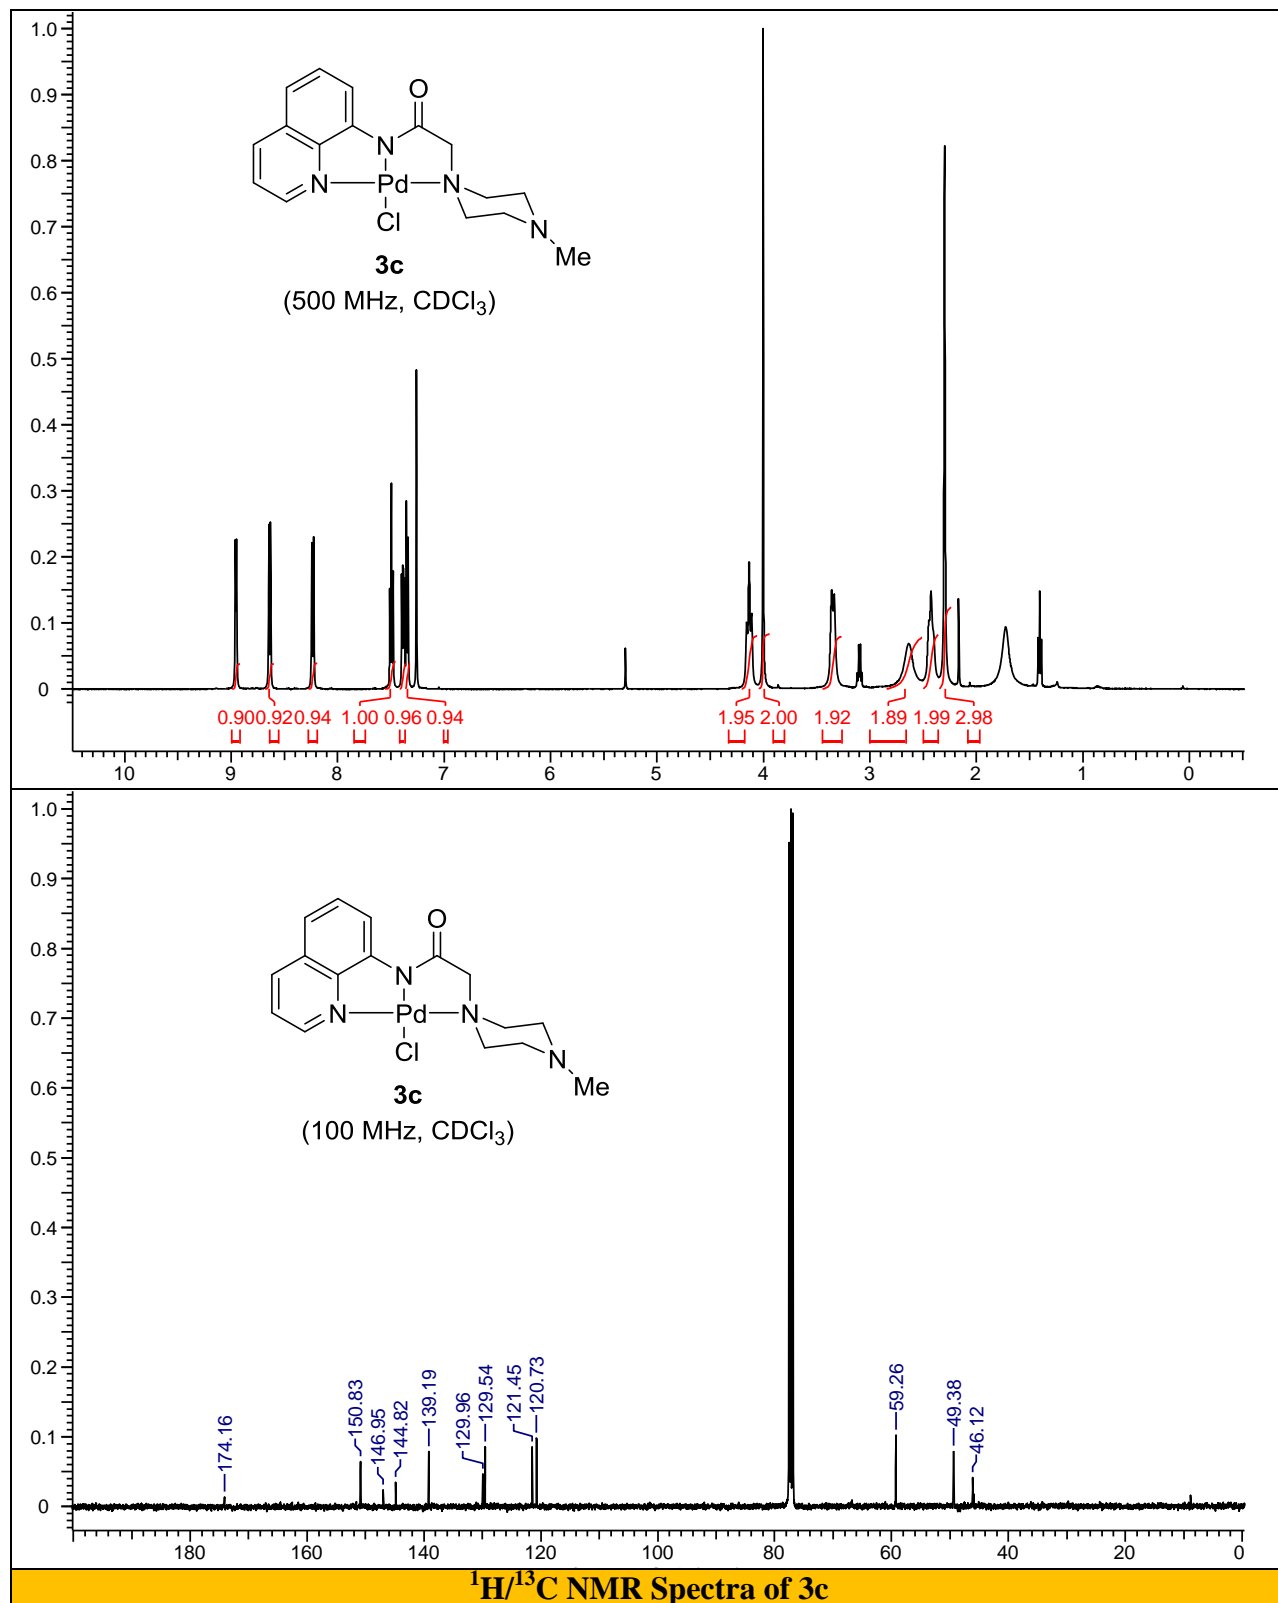 1.0
0.9
0.8
0.7
0.6
0.5
0.4
0.3
0.2
0.1
0
O
N
N
Pd
N
Cl
N
Me
3c
(500 MHz, CDCl₃)
0.90 0.92 0.94 1.00 0.96 0.94 1.95 2.00 1.92 1.89 1.99 2.98
10 9 8 7 6 5 4 3 2 1 0
1.0
0.9
0.8
0.7
0.6
0.5
0.4
0.3
0.2
0.1
0
O
N
N
Pd
N
Cl
N
Me
3c
(100 MHz, CDCl₃)
174.16
150.83
146.95
144.82
139.19
129.96
129.54
121.45
120.73
59.26
49.38
46.12
180 160 140 120 100 80 60 40 20 0
¹H/¹³C NMR Spectra of 3c